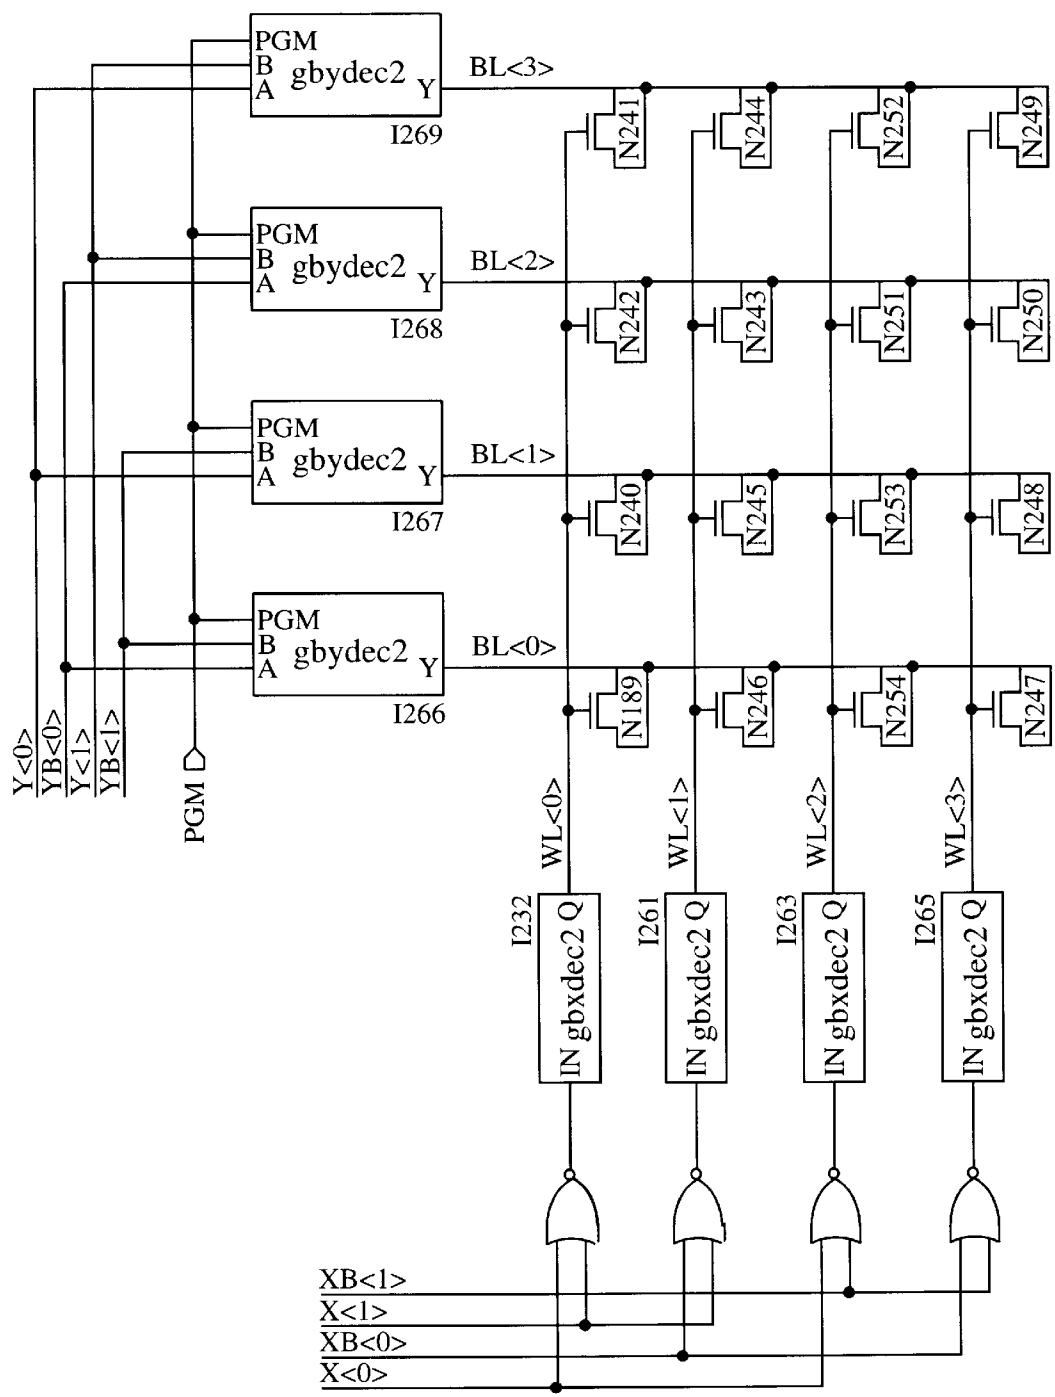 PGM
B
A
gbydec2
Y
I269
BL<3>
N241
N244
N252
N249
PGM
B
A
gbydec2
Y
I268
BL<2>
N242
N243
N251
N250
PGM
B
A
gbydec2
Y
I267
BL<1>
N240
N245
N253
N248
PGM
B
A
gbydec2
Y
I266
BL<0>
N189
N246
N254
N247
Y<0>
YB<0>
Y<1>
YB<1>
PGM
WL<0>
WL<1>
WL<2>
WL<3>
I232
IN gbxdec2 Q
I261
IN gbxdec2 Q
I263
IN gbxdec2 Q
I265
IN gbxdec2 Q
XB<1>
X<1>
XB<0>
X<0>